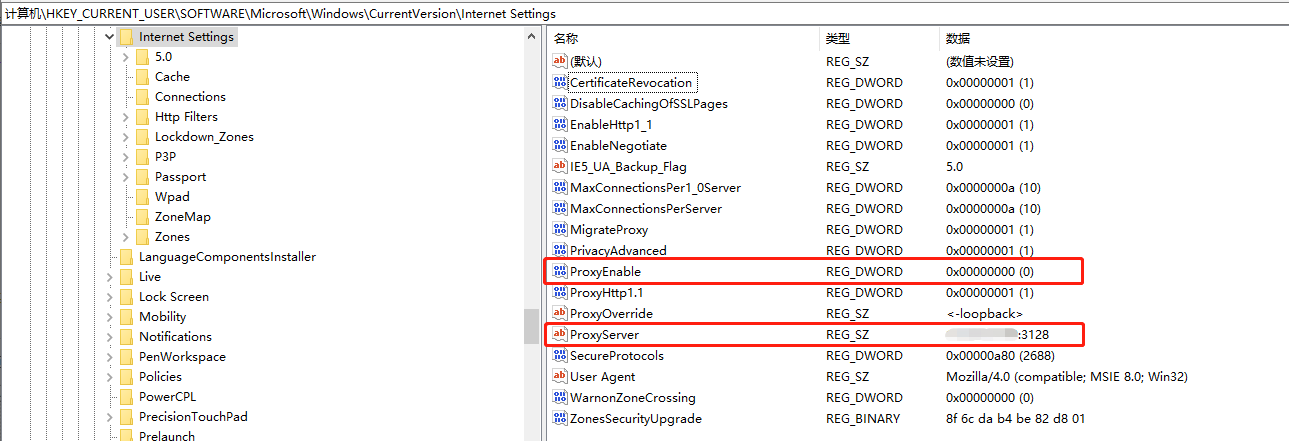 计算机\HKEY_CURRENT_USER\SOFTWARE\Microsoft\Windows\CurrentVersion\Internet Settings
Internet Settings
5.0
Cache
Connections
Http Filters
Lockdown_Zones
P3P
Passport
Wpad
ZoneMap
Zones
LanguageComponentsInstaller
Live
Lock Screen
Mobility
Notifications
PenWorkspace
Policies
PowerCPL
PrecisionTouchPad
Prelaunch
名称 类型 数据
(默认) REG_SZ (数值未设置)
CertificateRevocation REG_DWORD 0x00000001 (1)
DisableCachingOfSSLPages REG_DWORD 0x00000000 (0)
EnableHttp1_1 REG_DWORD 0x00000001 (1)
EnableNegotiate REG_DWORD 0x00000001 (1)
IE5_UA_Backup_Flag REG_SZ 5.0
MaxConnectionsPer1_0Server REG_DWORD 0x0000000a (10)
MaxConnectionsPerServer REG_DWORD 0x0000000a (10)
MigrateProxy REG_DWORD 0x00000001 (1)
PrivacyAdvanced REG_DWORD 0x00000001 (1)
ProxyEnable REG_DWORD 0x00000000 (0)
ProxyHttp1.1 REG_DWORD 0x00000001 (1)
ProxyOverride REG_SZ <-loopback>
ProxyServer REG_SZ :3128
SecureProtocols REG_DWORD 0x00000a80 (2688)
User Agent REG_SZ Mozilla/4.0 (compatible; MSIE 8.0; Win32)
WarnonZoneCrossing REG_DWORD 0x00000000 (0)
ZonesSecurityUpgrade REG_BINARY 8f 6c da b4 be 82 d8 01